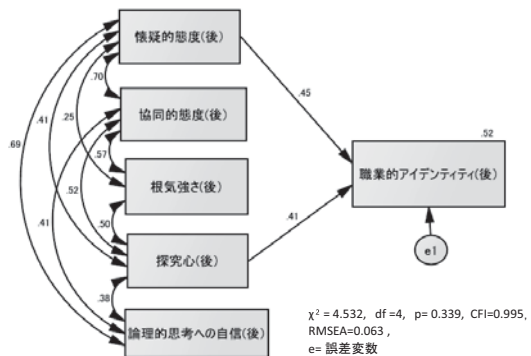 懐疑的態度(後)
.70
.45
.69
.41
.25
協同的態度(後)
.52
.57
職業的アイデンティティ(後)
.52
根気強さ(後)
.41
.50
.41
探究心(後)
e1
.38
論理的思考への自信(後)
χ² = 4.532, df =4, p= 0.339, CFI=0.995,
RMSEA=0.063 ,
e= 誤差変数